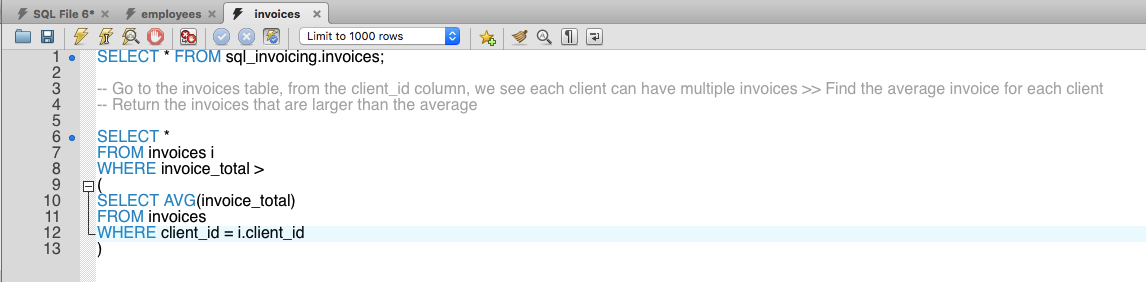 SQL File 6* × employees × invoices ×
Limit to 1000 rows
1 SELECT * FROM sql_invoicing.invoices;
2
3 -- Go to the invoices table, from the client_id column, we see each client can have multiple invoices >> Find the average invoice for each client
4 -- Return the invoices that are larger than the average
5
6 SELECT *
7 FROM invoices i
8 WHERE invoice_total >
9 (
10 SELECT AVG(invoice_total)
11 FROM invoices
12 WHERE client_id = i.client_id
13 )